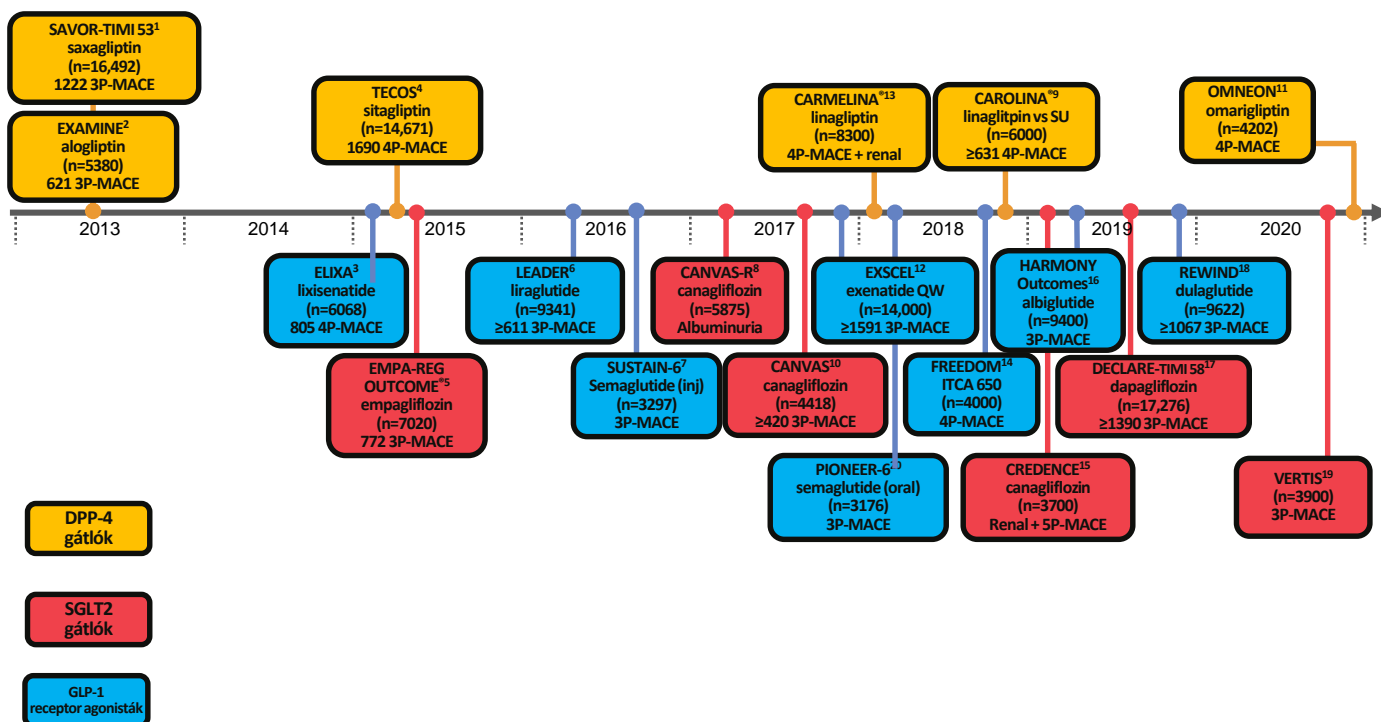 SAVOR-TIMI 53¹
saxagliptin
(n=16,492)
1222 3P-MACE
EXAMINE²
alogliptin
(n=5380)
621 3P-MACE
TECOS⁴
sitagliptin
(n=14,671)
1690 4P-MACE
CARMELINA®¹³
linagliptin
(n=8300)
4P-MACE + renal
CAROLINA®⁹
linaglitpin vs SU
(n=6000)
≥631 4P-MACE
OMNEON¹¹
omarigliptin
(n=4202)
4P-MACE
2013
2014
2015
2016
2017
2018
2019
2020
ELIXA³
lixisenatide
(n=6068)
805 4P-MACE
LEADER⁶
liraglutide
(n=9341)
≥611 3P-MACE
CANVAS-R⁸
canagliflozin
(n=5875)
Albuminuria
EXSCEL¹²
exenatide QW
(n=14,000)
≥1591 3P-MACE
HARMONY
Outcomes¹⁶
albiglutide
(n=9400)
3P-MACE
REWIND¹⁸
dulaglutide
(n=9622)
≥1067 3P-MACE
EMPA-REG
OUTCOME®⁵
empagliflozin
(n=7020)
772 3P-MACE
SUSTAIN-6⁷
Semaglutide (inj)
(n=3297)
3P-MACE
CANVAS¹⁰
canagliflozin
(n=4418)
≥420 3P-MACE
FREEDOM¹⁴
ITCA 650
(n=4000)
4P-MACE
DECLARE-TIMI 58¹⁷
dapagliflozin
(n=17,276)
≥1390 3P-MACE
PIONEER-6²⁰
semaglutide (oral)
(n=3176)
3P-MACE
CREDENCE¹⁵
canagliflozin
(n=3700)
Renal + 5P-MACE
VERTIS¹⁹
(n=3900)
3P-MACE
DPP-4
gátlók
SGLT2
gátlók
GLP-1
receptor agonisták